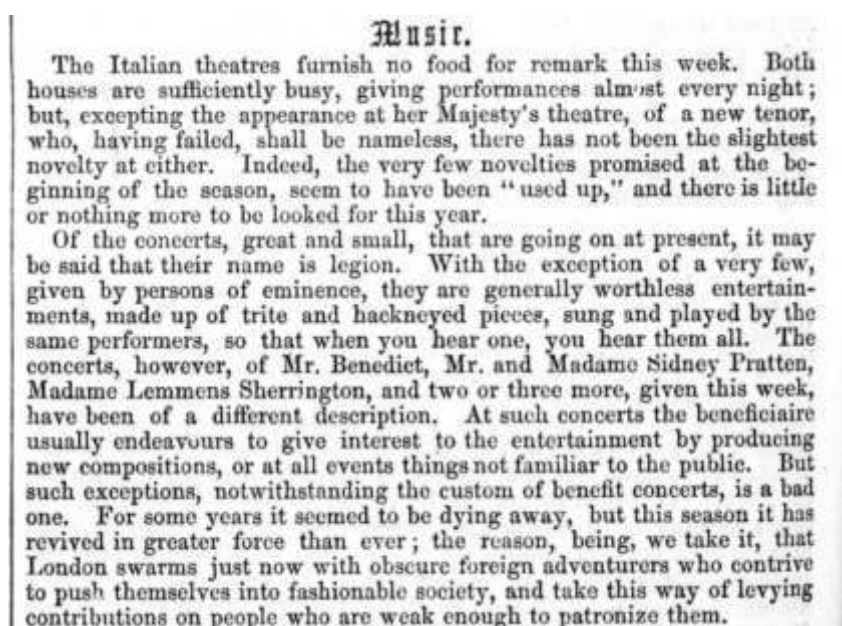 Music.
The Italian theatres furnish no food for remark this week. Both
houses are sufficiently busy, giving performances almost every night;
but, excepting the appearance at her Majesty's theatre, of a new tenor,
who, having failed, shall be nameless, there has not been the slightest
novelty at either. Indeed, the very few novelties promised at the be-
ginning of the season, seem to have been "used up," and there is little
or nothing more to be looked for this year.
Of the concerts, great and small, that are going on at present, it may
be said that their name is legion. With the exception of a very few,
given by persons of eminence, they are generally worthless entertain-
ments, made up of trite and hackneyed pieces, sung and played by the
same performers, so that when you hear one, you hear them all. The
concerts, however, of Mr. Benedict, Mr. and Madame Sidney Pratten,
Madame Lemmens Sherrington, and two or three more, given this week,
have been of a different description. At such concerts the beneficiaire
usually endeavours to give interest to the entertainment by producing
new compositions, or at all events things not familiar to the public. But
such exceptions, notwithstanding the custom of benefit concerts, is a bad
one. For some years it seemed to be dying away, but this season it has
revived in greater force than ever; the reason, being, we take it, that
London swarms just now with obscure foreign adventurers who contrive
to push themselves into fashionable society, and take this way of levying
contributions on people who are weak enough to patronize them.